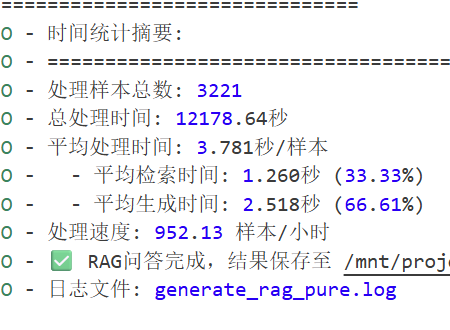 ==============================
O - 时间统计摘要:
O - ===================================
O - 处理样本总数: 3221
O - 总处理时间: 12178.64秒
O - 平均处理时间: 3.781秒/样本
O -   - 平均检索时间: 1.260秒 (33.33%)
O -   - 平均生成时间: 2.518秒 (66.61%)
O - 处理速度: 952.13 样本/小时
O - ✅ RAG问答完成，结果保存至 /mnt/proj
O - 日志文件: generate_rag_pure.log